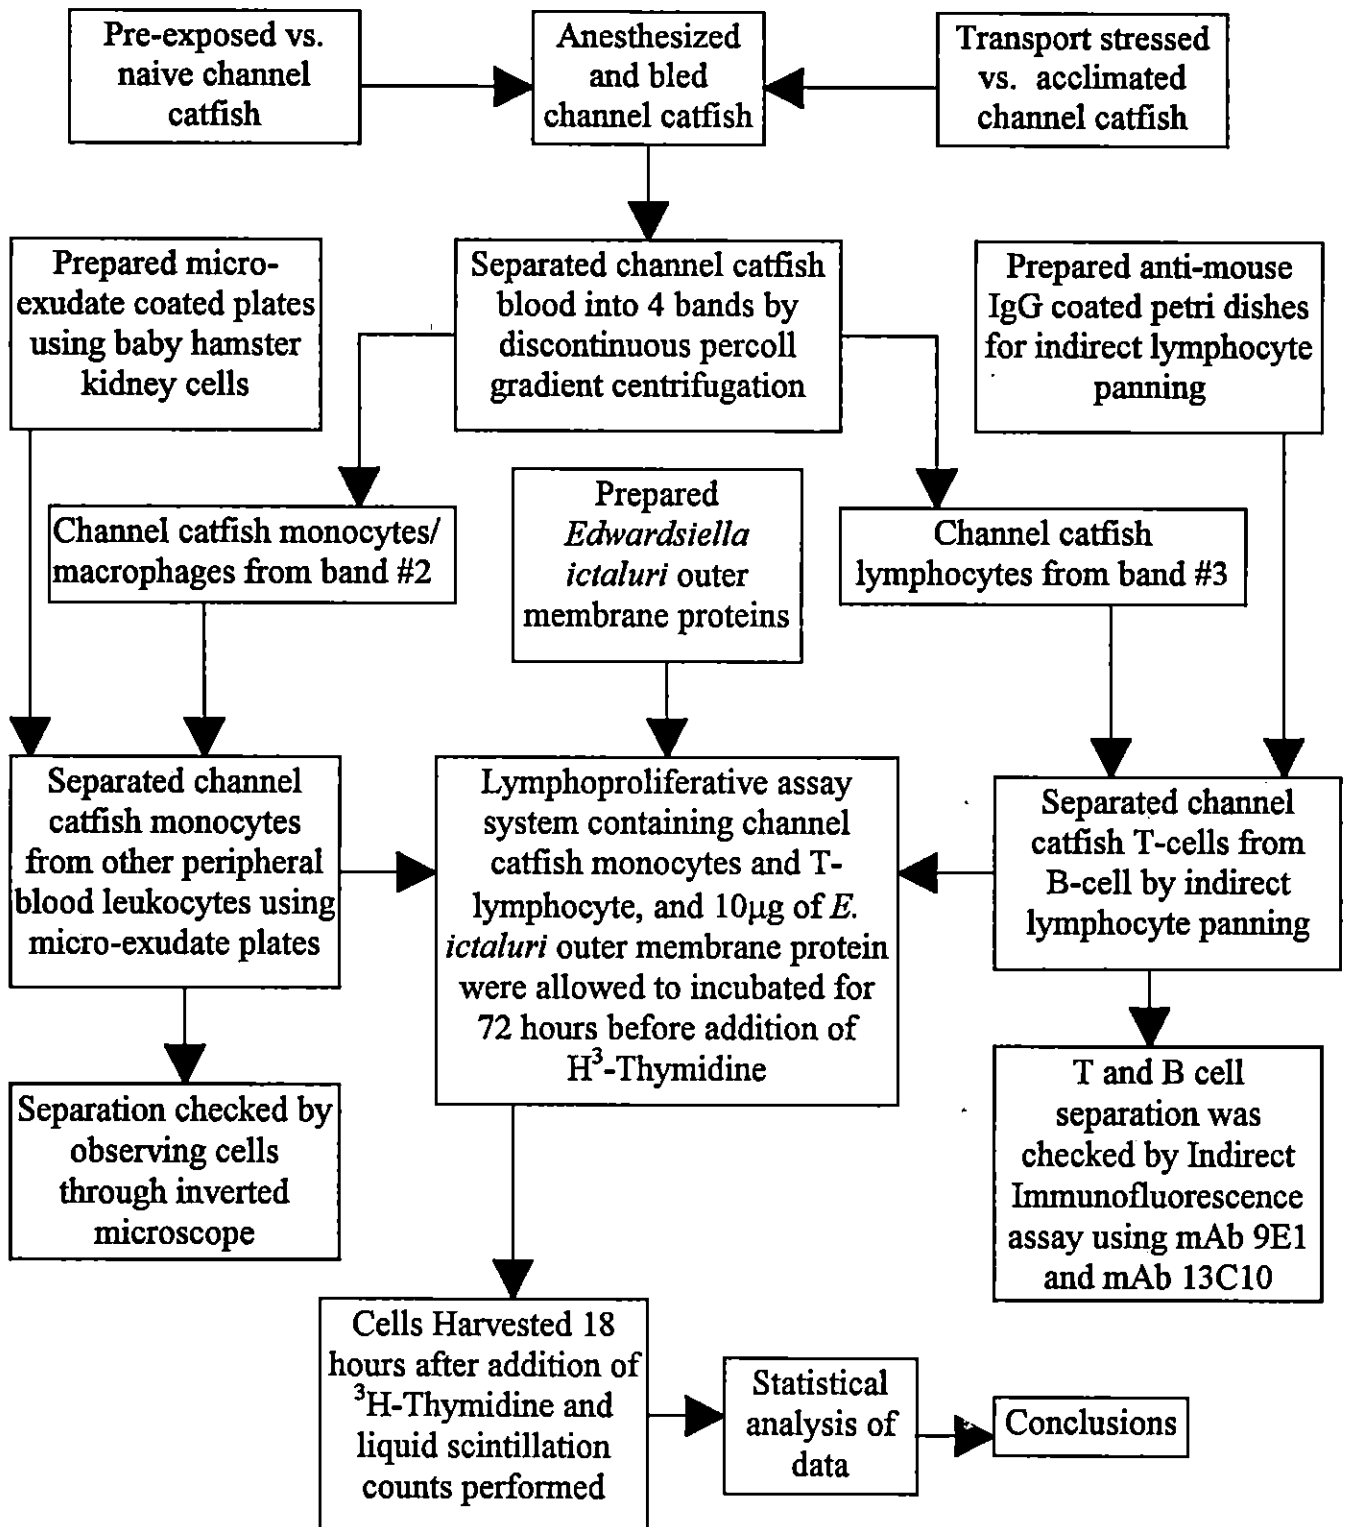 Pre-exposed vs.
naive channel
catfish
Anesthesized
and bled
channel catfish
Transport stressed
vs. acclimated
channel catfish
Prepared micro-
exudate coated plates
using baby hamster
kidney cells
Separated channel catfish
blood into 4 bands by
discontinuous percoll
gradient centrifugation
Prepared anti-mouse
IgG coated petri dishes
for indirect lymphocyte
panning
Channel catfish monocytes/
macrophages from band #2
Prepared
Edwardsiella
ictaluri outer
membrane proteins
Channel catfish
lymphocytes from band #3
Separated channel
catfish monocytes
from other peripheral
blood leukocytes using
micro-exudate plates
Lymphoproliferative assay
system containing channel
catfish monocytes and T-
lymphocyte, and 10µg of E.
ictaluri outer membrane protein
were allowed to incubated for
72 hours before addition of
H³-Thymidine
Separated channel
catfish T-cells from
B-cell by indirect
lymphocyte panning
Separation checked by
observing cells
through inverted
microscope
T and B cell
separation was
checked by Indirect
Immunofluorescence
assay using mAb 9E1
and mAb 13C10
Cells Harvested 18
hours after addition of
³H-Thymidine and
liquid scintillation
counts performed
Statistical
analysis of
data
Conclusions